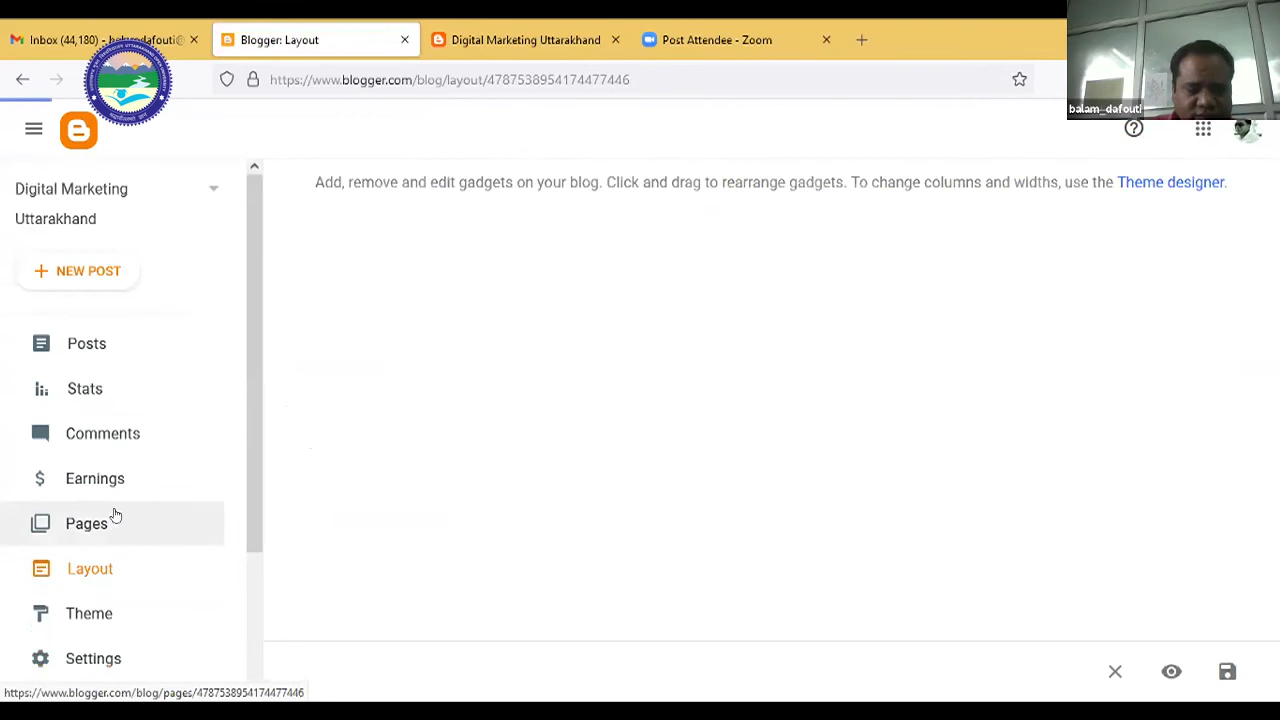 Inbox (44,180) - balamdafouti@
Blogger: Layout
Digital Marketing Uttarakhand
Post Attendee - Zoom
https://www.blogger.com/blog/layout/4787538954174477446
balam_dafouti
Digital Marketing
Uttarakhand
NEW POST
Posts
Stats
Comments
Earnings
Pages
Layout
Theme
Settings
Add, remove and edit gadgets on your blog. Click and drag to rearrange gadgets. To change columns and widths, use the Theme designer.
https://www.blogger.com/blog/pages/4787538954174477446